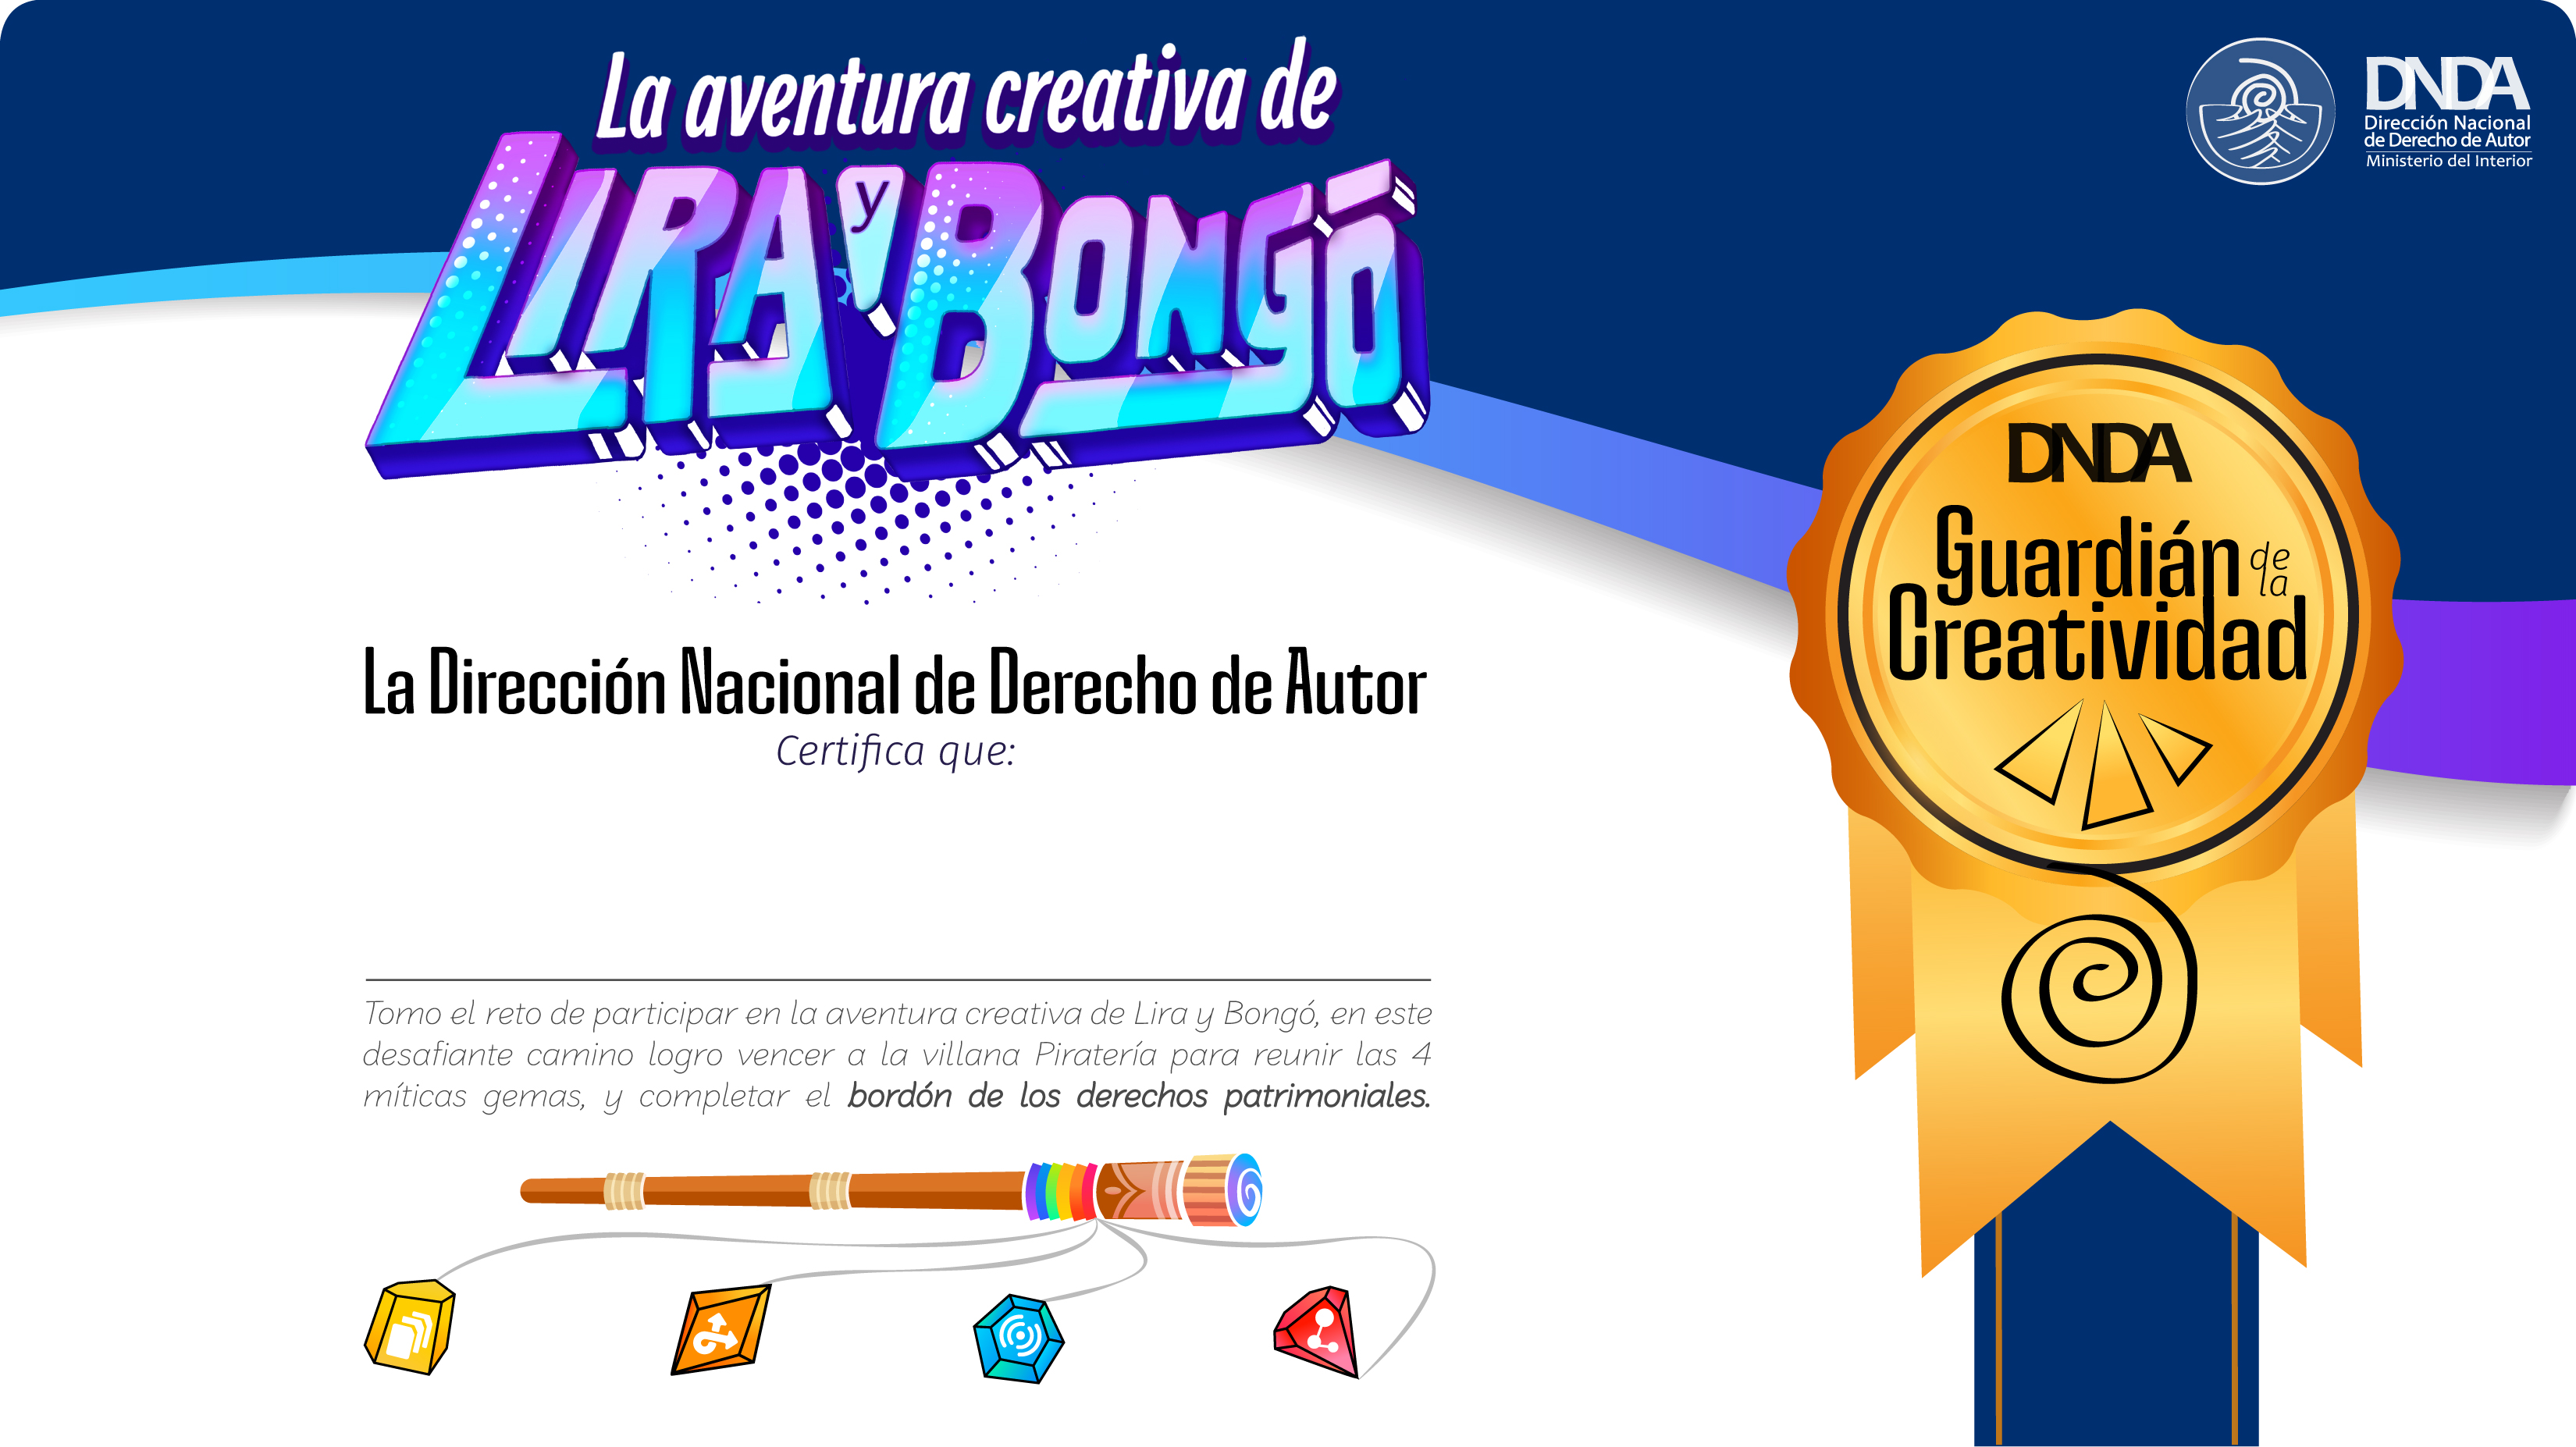 La aventura creativa de
LIRA y BONGÓ
DNDA
Dirección Nacional
de Derecho de Autor
Ministerio del Interior
DNDA
Guardián de la
Creatividad
La Dirección Nacional de Derecho de Autor
Certifica que:
Tomo el reto de participar en la aventura creativa de Lira y Bongó, en este
desafiante camino logro vencer a la villana Piratería para reunir las 4
míticas gemas, y completar el bordón de los derechos patrimoniales.